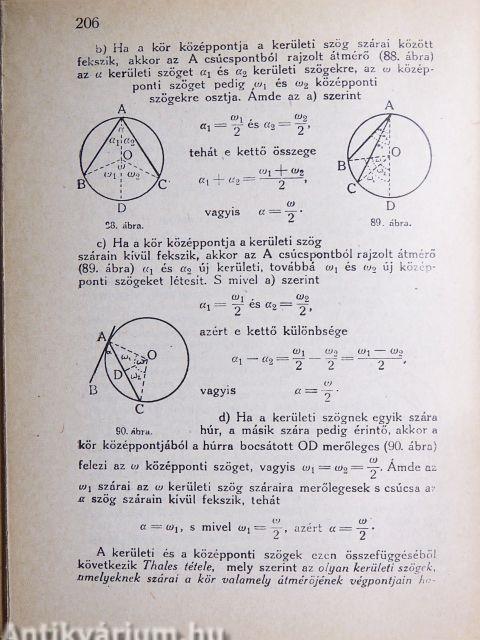 206
b) Ha a kör középpontja a kerületi szög szárai között
fekszik, akkor az A csúcspontból rajzolt átmérő (88. ábra)
az α kerületi szöget α₁ és α₂ kerületi szögekre, az ω közép-
ponti szöget pedig ω₁ és ω₂ középponti
szögekre osztja. Ámde az a) szerint
α₁ = ω₁/2 és α₂ = ω₂/2,
tehát e kettő összege
α₁ + α₂ = (ω₁ + ω₂)/2,
vagyis α = ω/2.
A
α
α₁ α₂
O
ω
ω₁ ω₂
B
C
D
88. ábra.
A
B
C
O
D
89. ábra.
c) Ha a kör középpontja a kerületi szög
szárain kívül fekszik, akkor az A csúcspontból rajzolt átmérő
(89. ábra) α₁ és α₂ új kerületi, továbbá ω₁ és ω₂ új közép-
ponti szögeket létesít. S mivel a) szerint
α₁ = ω₁/2 és α₂ = ω₂/2,
azért e kettő különbsége
α₁ − α₂ = ω₁/2 − ω₂/2 = (ω₁ − ω₂)/2,
vagyis α = ω/2.
A
O
ω₁
D
B
C
90. ábra.
d) Ha a kerületi szögnek egyik szára
húr, a másik szára pedig érintő, akkor a
kör középpontjából a húrra bocsátott OD merőleges (90. ábra)
felezi az ω középponti szöget, vagyis ω₁ = ω₂ = ω/2. Ámde az
ω₁ szárai az ω kerületi szög száraira merőlegesek s csúcsa az
α szög szárain kívül fekszik, tehát
α = ω₁, s mivel ω₁ = ω/2, azért α = ω/2.
A kerületi és a középponti szögek ezen összefüggéséből
következik Thales tétele, mely szerint az olyan kerületi szögek,
amelyeknek szárai a kör valamely átmérőjének végpontjain ha-
Antikvárium.hu